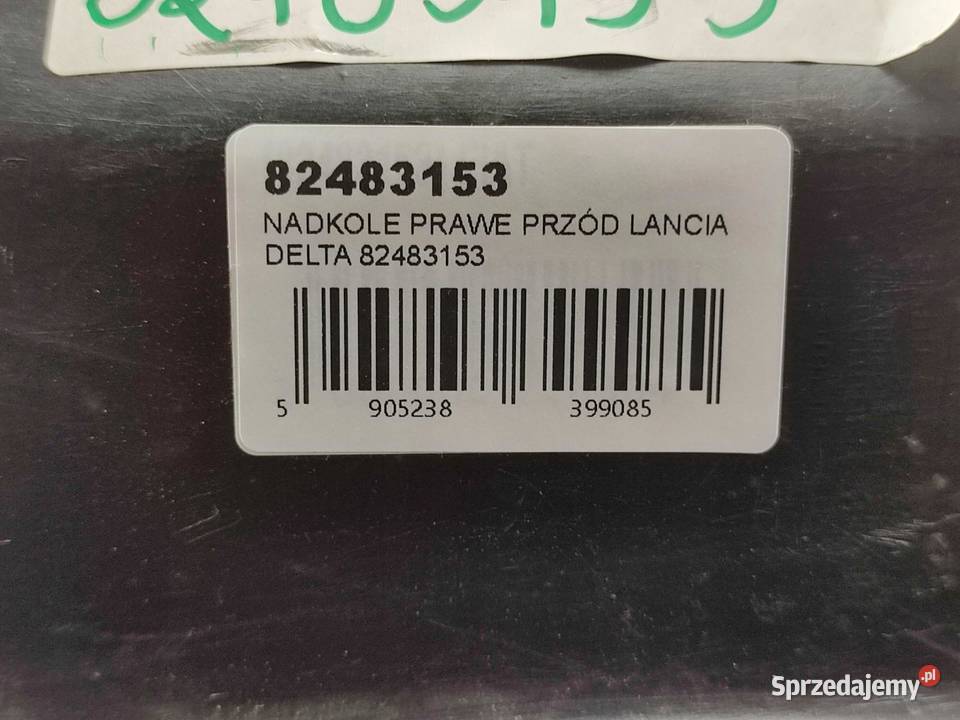 82483153
NADKOLE PRAWE PRZÓD LANCIA
DELTA 82483153
5 905238 399085
Sprzedajemy.pl